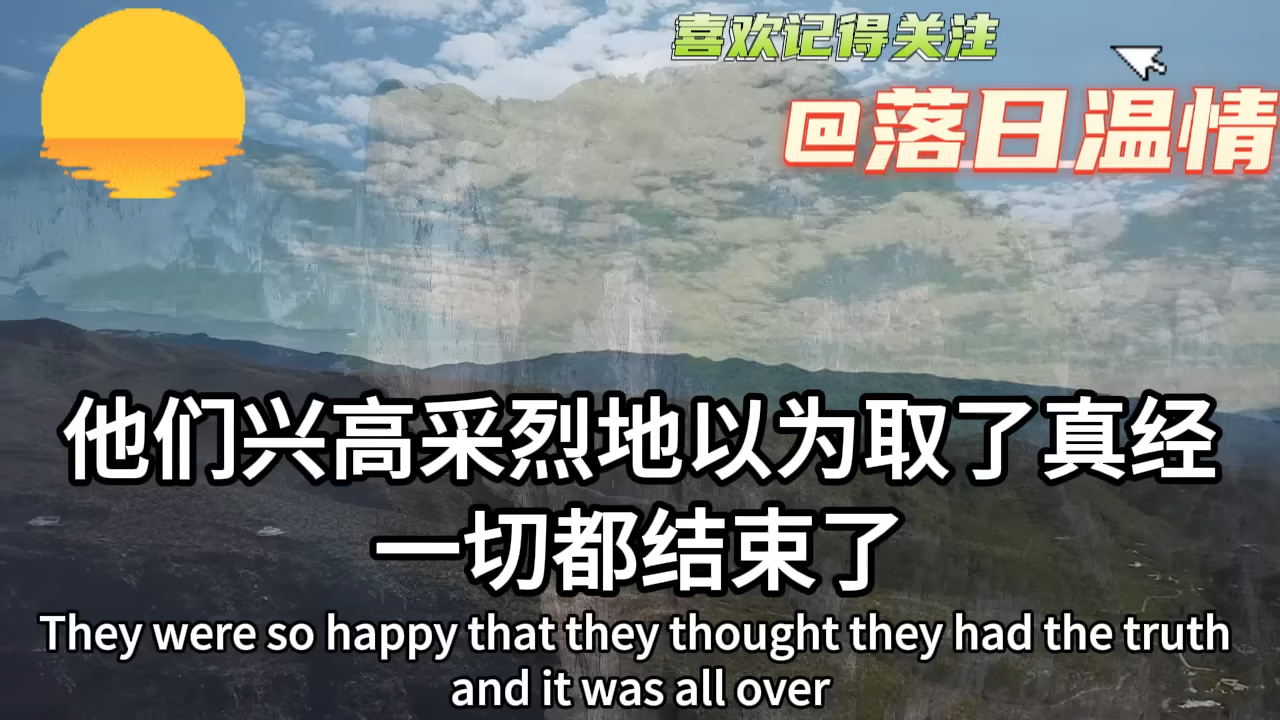 喜欢记得关注
@落日温情
他们兴高采烈地以为取了真经
一切都结束了
They were so happy that they thought they had the truth
and it was all over